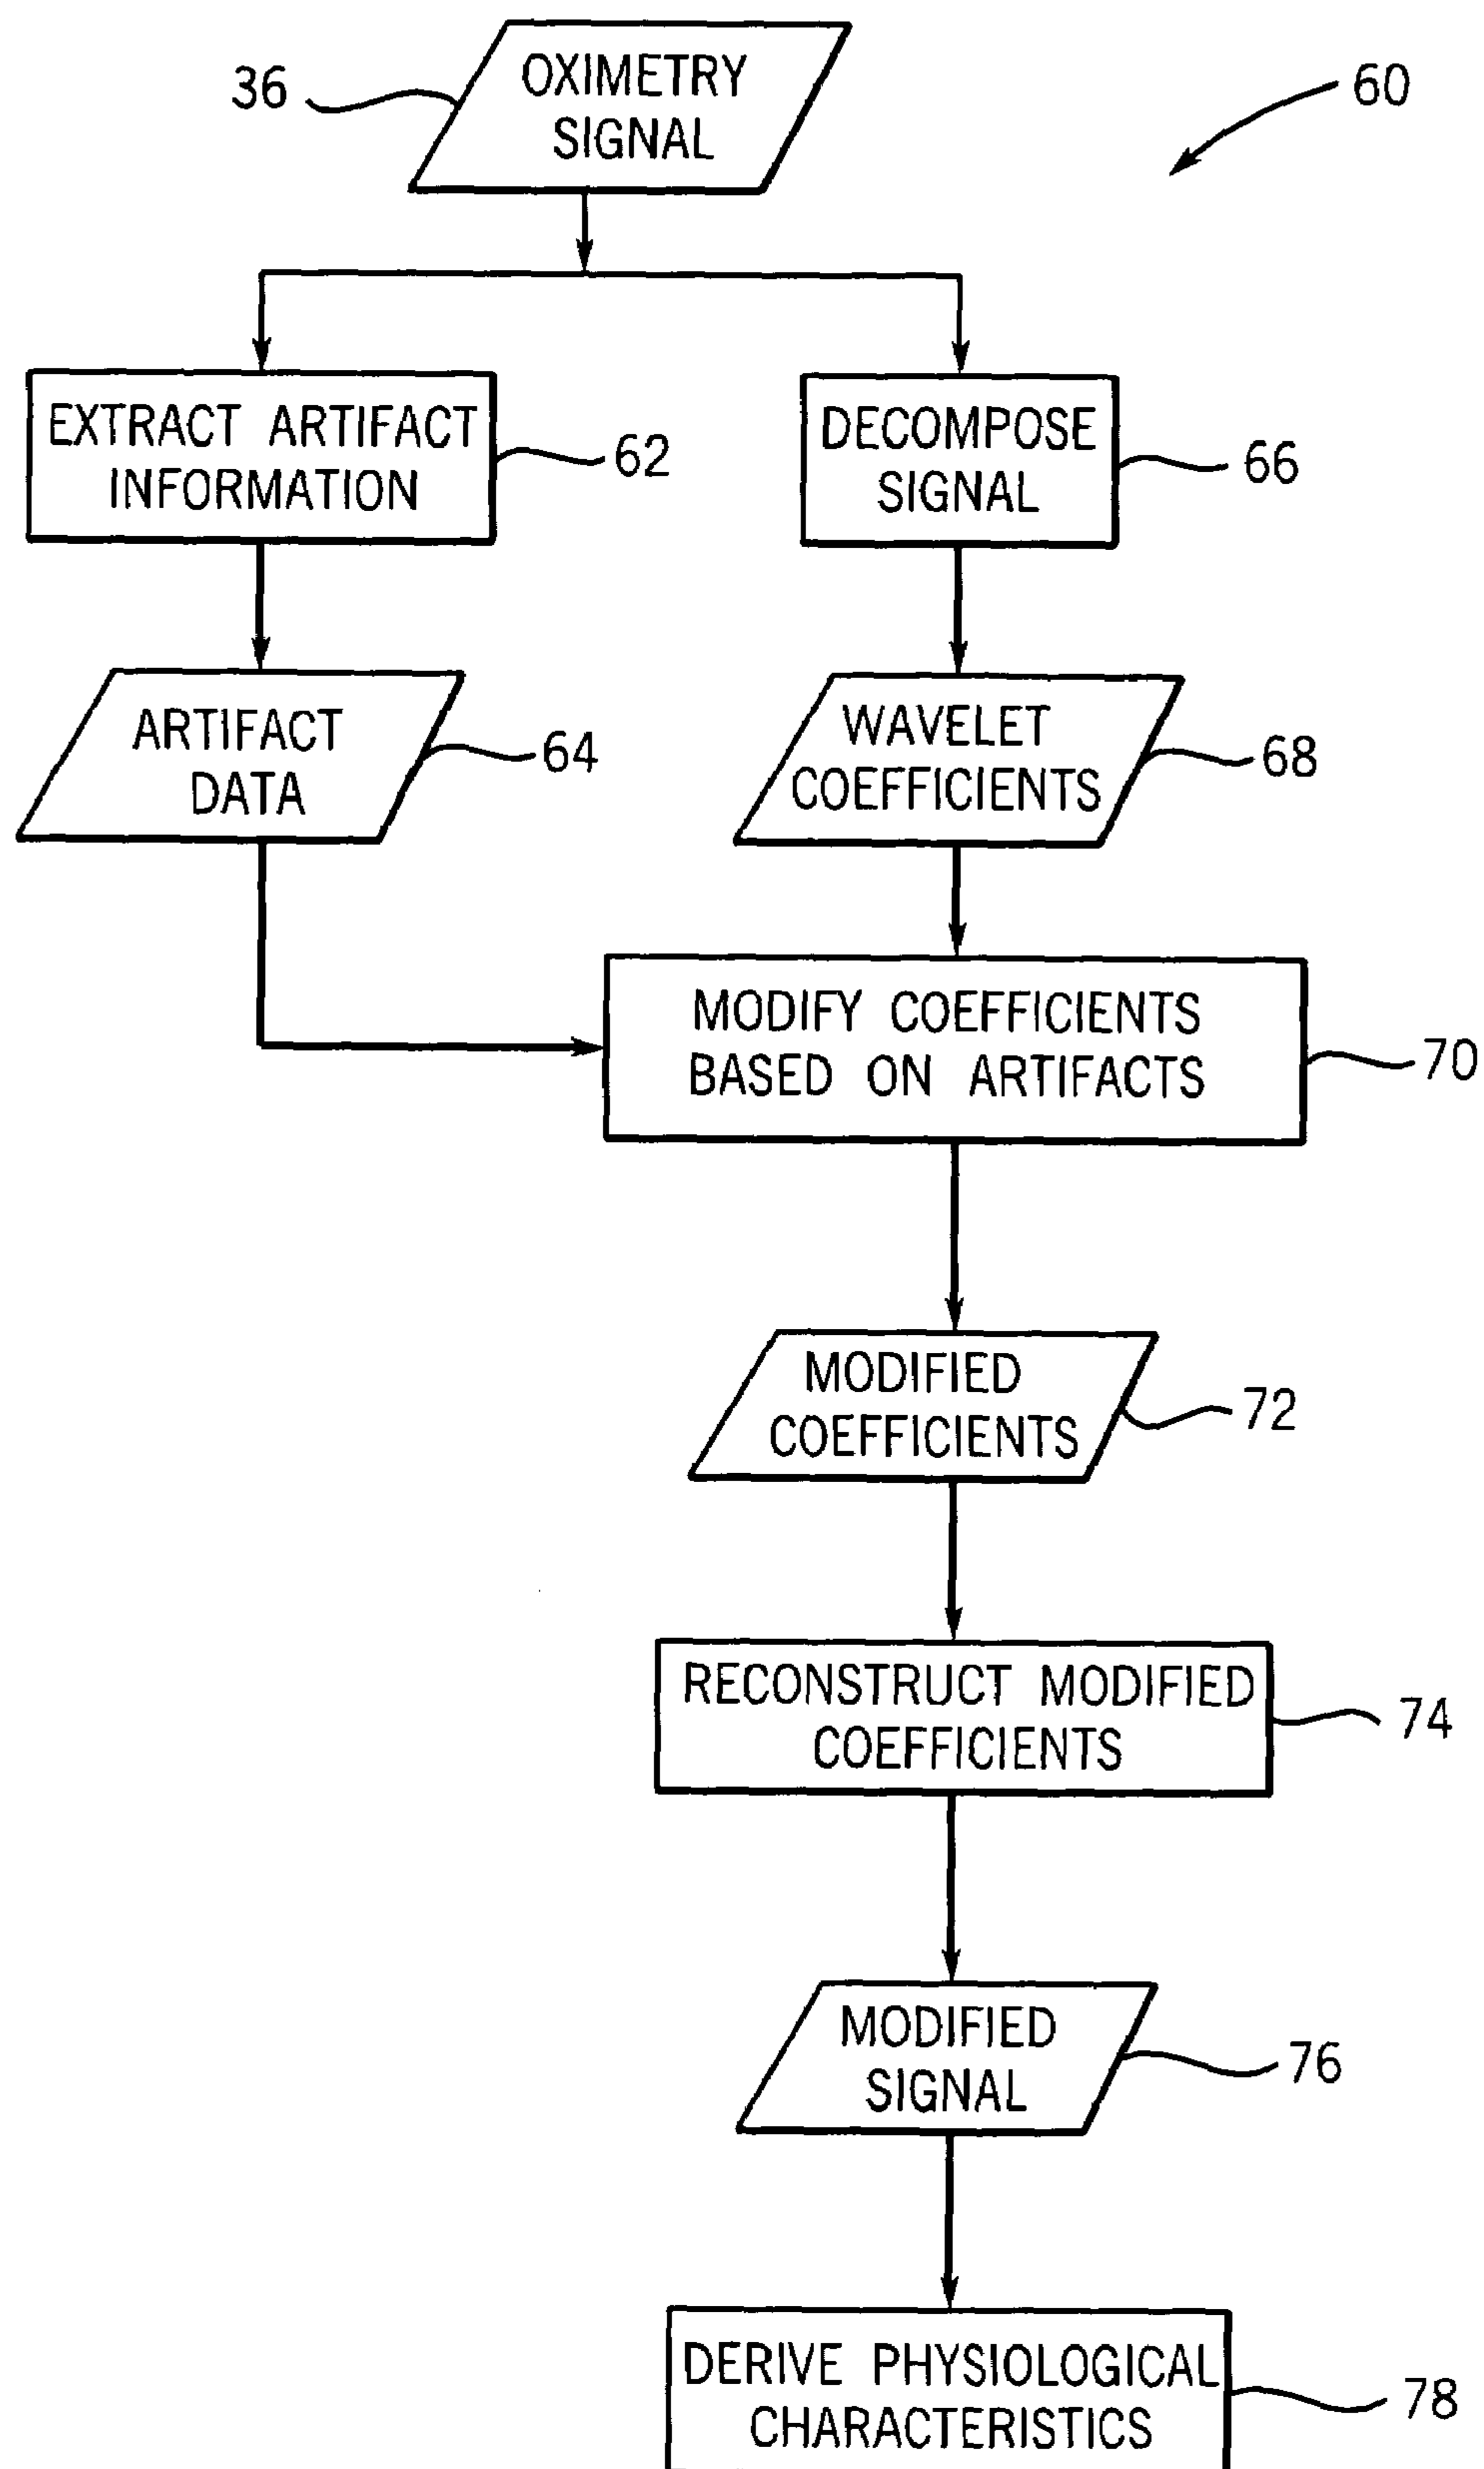 36
OXIMETRY
SIGNAL
60
EXTRACT ARTIFACT
INFORMATION
62
DECOMPOSE
SIGNAL
66
ARTIFACT
DATA
64
WAVELET
COEFFICIENTS
68
MODIFY COEFFICIENTS
BASED ON ARTIFACTS
70
MODIFIED
COEFFICIENTS
72
RECONSTRUCT MODIFIED
COEFFICIENTS
74
MODIFIED
SIGNAL
76
DERIVE PHYSIOLOGICAL
CHARACTERISTICS
78